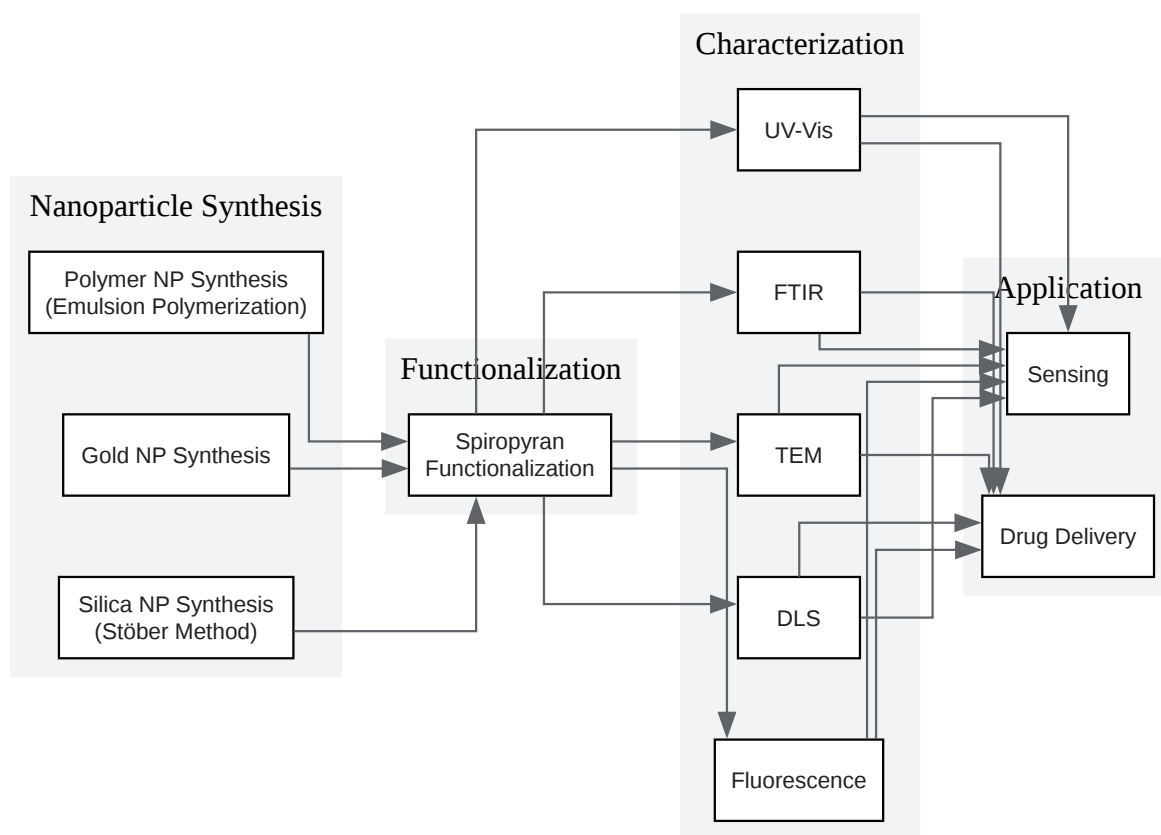 Nanoparticle Synthesis
Polymer NP Synthesis
(Emulsion Polymerization)
Gold NP Synthesis
Silica NP Synthesis
(Stöber Method)
Functionalization
Spiropyran
Functionalization
Characterization
UV-Vis
FTIR
TEM
DLS
Fluorescence
Application
Sensing
Drug Delivery